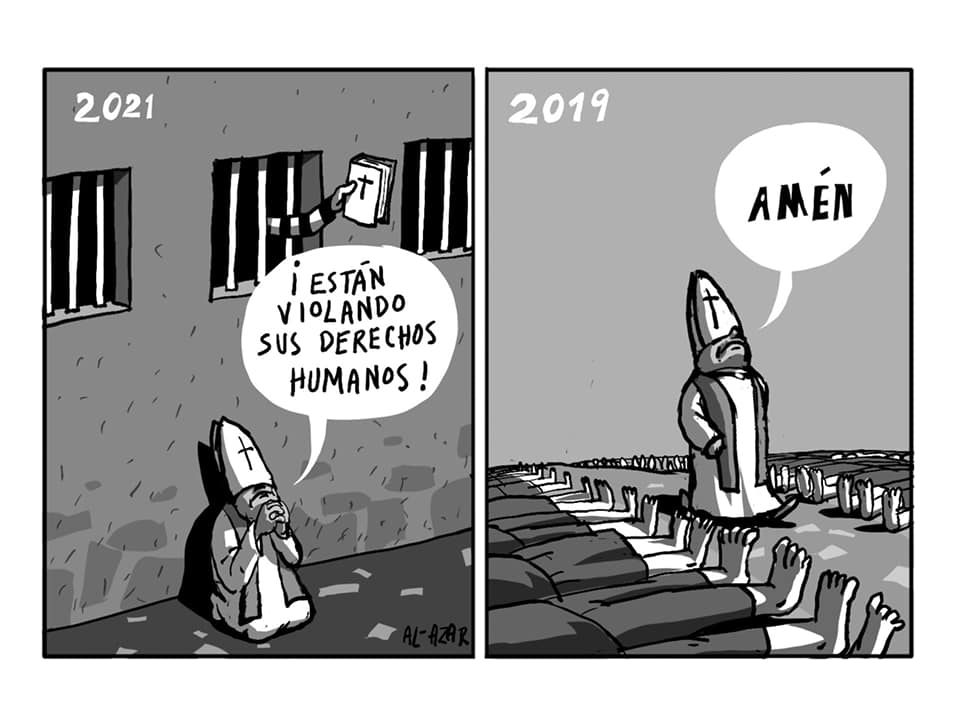 2021
¡ESTÁN
VIOLANDO
SUS DERECHOS
HUMANOS!
AL-AZAR
2019
AMÉN